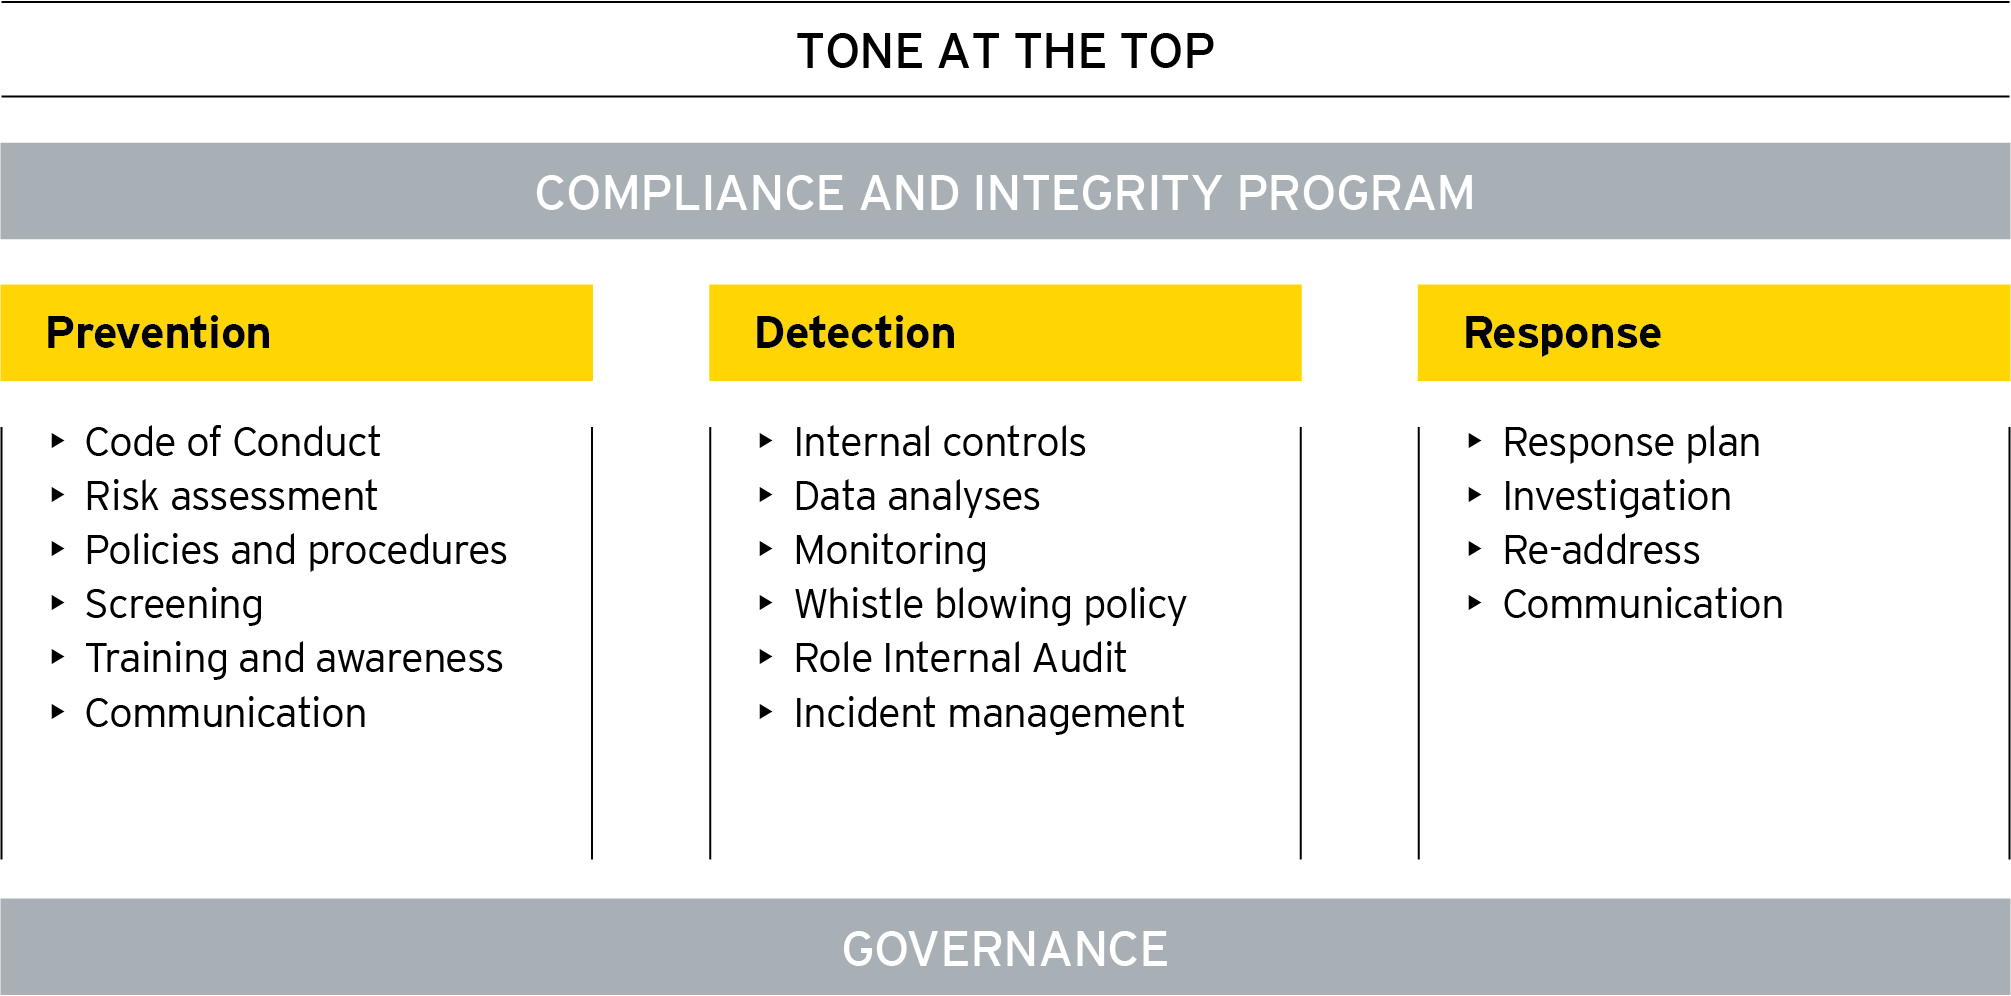 TONE AT THE TOP
COMPLIANCE AND INTEGRITY PROGRAM
Prevention
‣ Code of Conduct
‣ Risk assessment
‣ Policies and procedures
‣ Screening
‣ Training and awareness
‣ Communication
Detection
‣ Internal controls
‣ Data analyses
‣ Monitoring
‣ Whistle blowing policy
‣ Role Internal Audit
‣ Incident management
Response
‣ Response plan
‣ Investigation
‣ Re-address
‣ Communication
GOVERNANCE